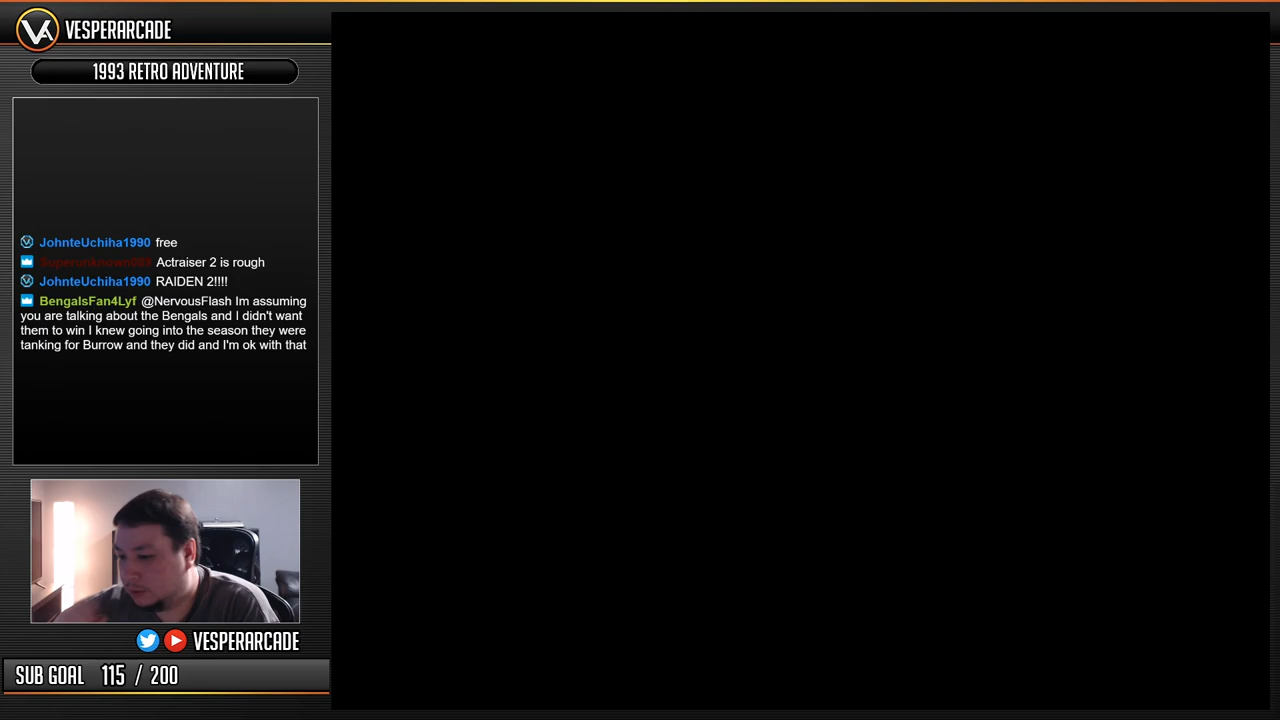 VESPERARCADE
1993 RETRO ADVENTURE
JohnteUchiha1990 free
Actraiser 2 is rough
JohnteUchiha1990 RAIDEN 2!!!!
BengalsFan4Lyf @NervousFlash Im assuming
you are talking about the Bengals and I didn't want
them to win I knew going into the season they were
tanking for Burrow and they did and I'm ok with that
VESPERARCADE
SUB GOAL 115 / 200